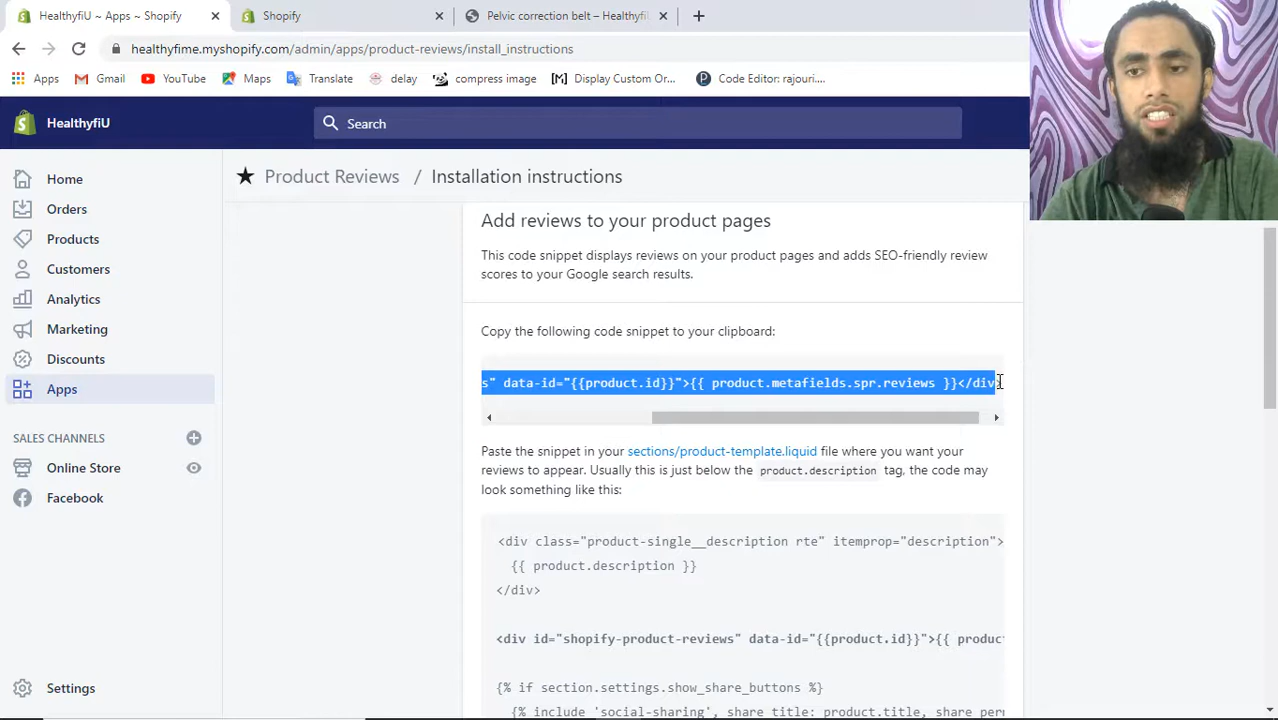 HealthyfiU ~ Apps ~ Shopify
Shopify
Pelvic correction belt – Healthyfi
healthyfime.myshopify.com/admin/apps/product-reviews/install_instructions
Apps
Gmail
YouTube
Maps
Translate
delay
compress image
Display Custom Or...
Code Editor: rajouri....
HealthyfiU
Search
Home
Orders
Products
Customers
Analytics
Marketing
Discounts
Apps
SALES CHANNELS
Online Store
Facebook
Settings
Product Reviews / Installation instructions
Add reviews to your product pages
This code snippet displays reviews on your product pages and adds SEO-friendly review
scores to your Google search results.
Copy the following code snippet to your clipboard:
s" data-id="{{product.id}}">{{ product.metafields.spr.reviews }}</div>
Paste the snippet in your sections/product-template.liquid file where you want your
reviews to appear. Usually this is just below the product.description tag, the code may
look something like this:
<div class="product-single__description rte" itemprop="description">
{{ product.description }}
</div>
<div id="shopify-product-reviews" data-id="{{product.id}}">{{ produc
{% if section.settings.show_share_buttons %}
{% include 'social-sharing', share_title: product.title, share_perm